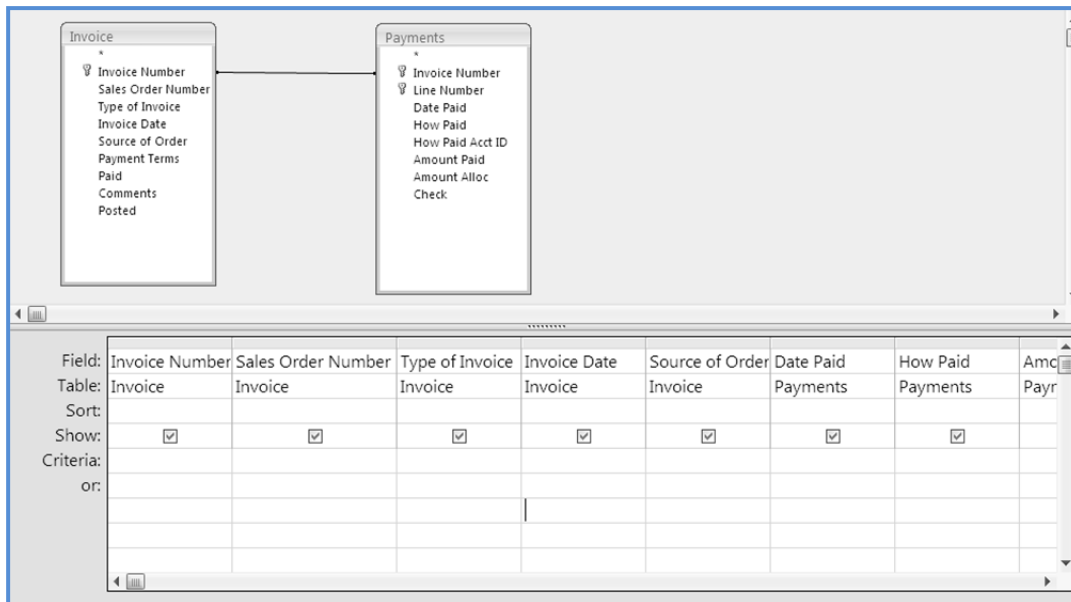 Invoice
*
Invoice Number
Sales Order Number
Type of Invoice
Invoice Date
Source of Order
Payment Terms
Paid
Comments
Posted
Payments
*
Invoice Number
Line Number
Date Paid
How Paid
How Paid Acct ID
Amount Paid
Amount Alloc
Check
Field: Invoice Number Sales Order Number Type of Invoice Invoice Date Source of Order Date Paid How Paid
Table: Invoice Invoice Invoice Invoice Invoice Payments Payments
Sort:
Show:
Criteria:
or: